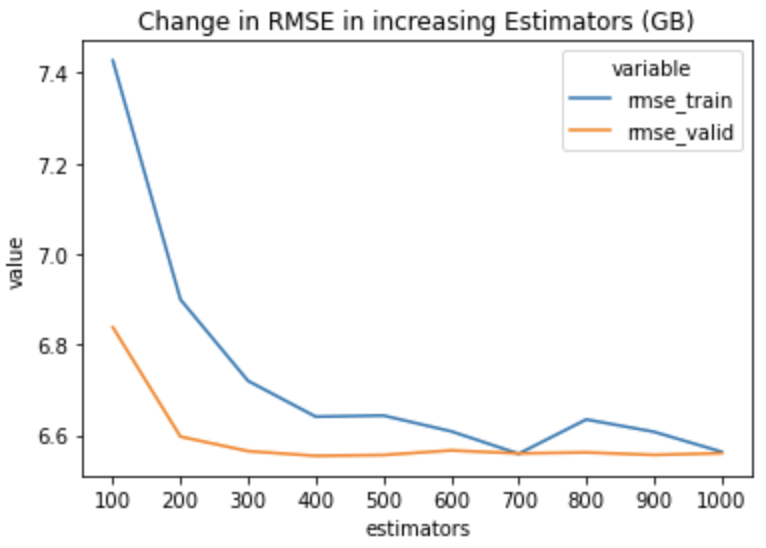 Change in RMSE in increasing Estimators (GB)
variable
rmse_train
rmse_valid
value
7.4
7.2
7.0
6.8
6.6
100 200 300 400 500 600 700 800 900 1000
estimators